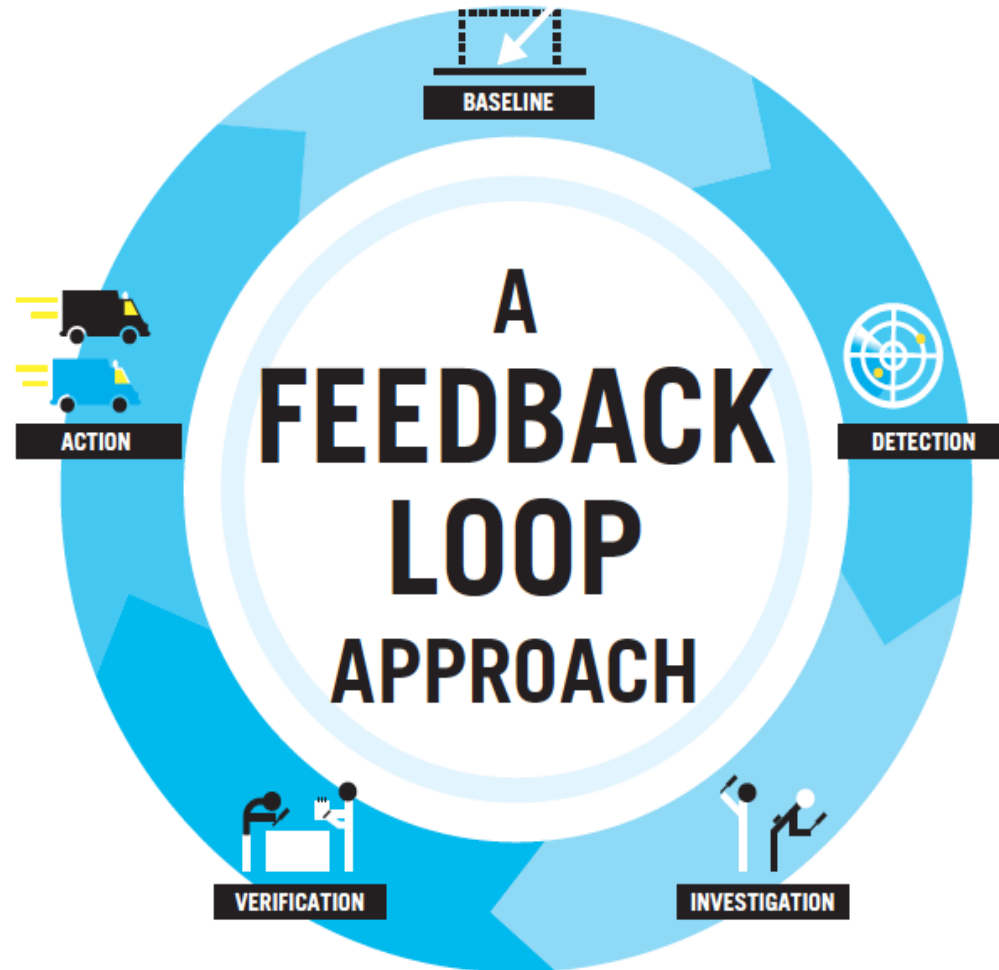 BASELINE
A
FEEDBACK
LOOP
APPROACH
ACTION
DETECTION
VERIFICATION
INVESTIGATION